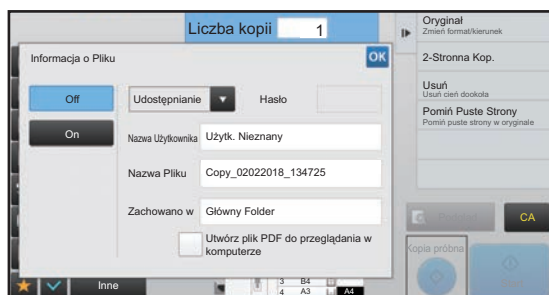 Liczba kopii 1
Informacja o Pliku
OK
Off
On
Udostępnianie
Hasło
Nazwa Użytkownika
Użytk. Nieznany
Nazwa Pliku
Copy_02022018_134725
Zachowano w
Główny Folder
Utwórz plik PDF do przeglądania w
komputerze
Oryginał
Zmień format/kierunek
2-Stronna Kop.
Usuń
Usuń cień dookoła
Pomiń Puste Strony
Pomiń puste strony w oryginale
CA
Kopia próbna
Inne
3 B4
4 A3
A4